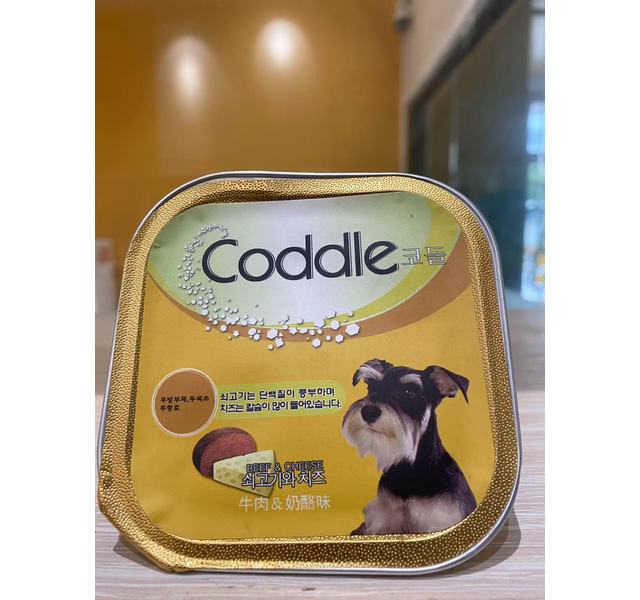 Coddle코들
쇠고기는 단백질이 풍부하며
치즈는 칼슘이 많이 들어있습니다.
무방부제,무색소
무향료
BEEF & CHEESE
쇠고기와 치즈
牛肉&奶酪味